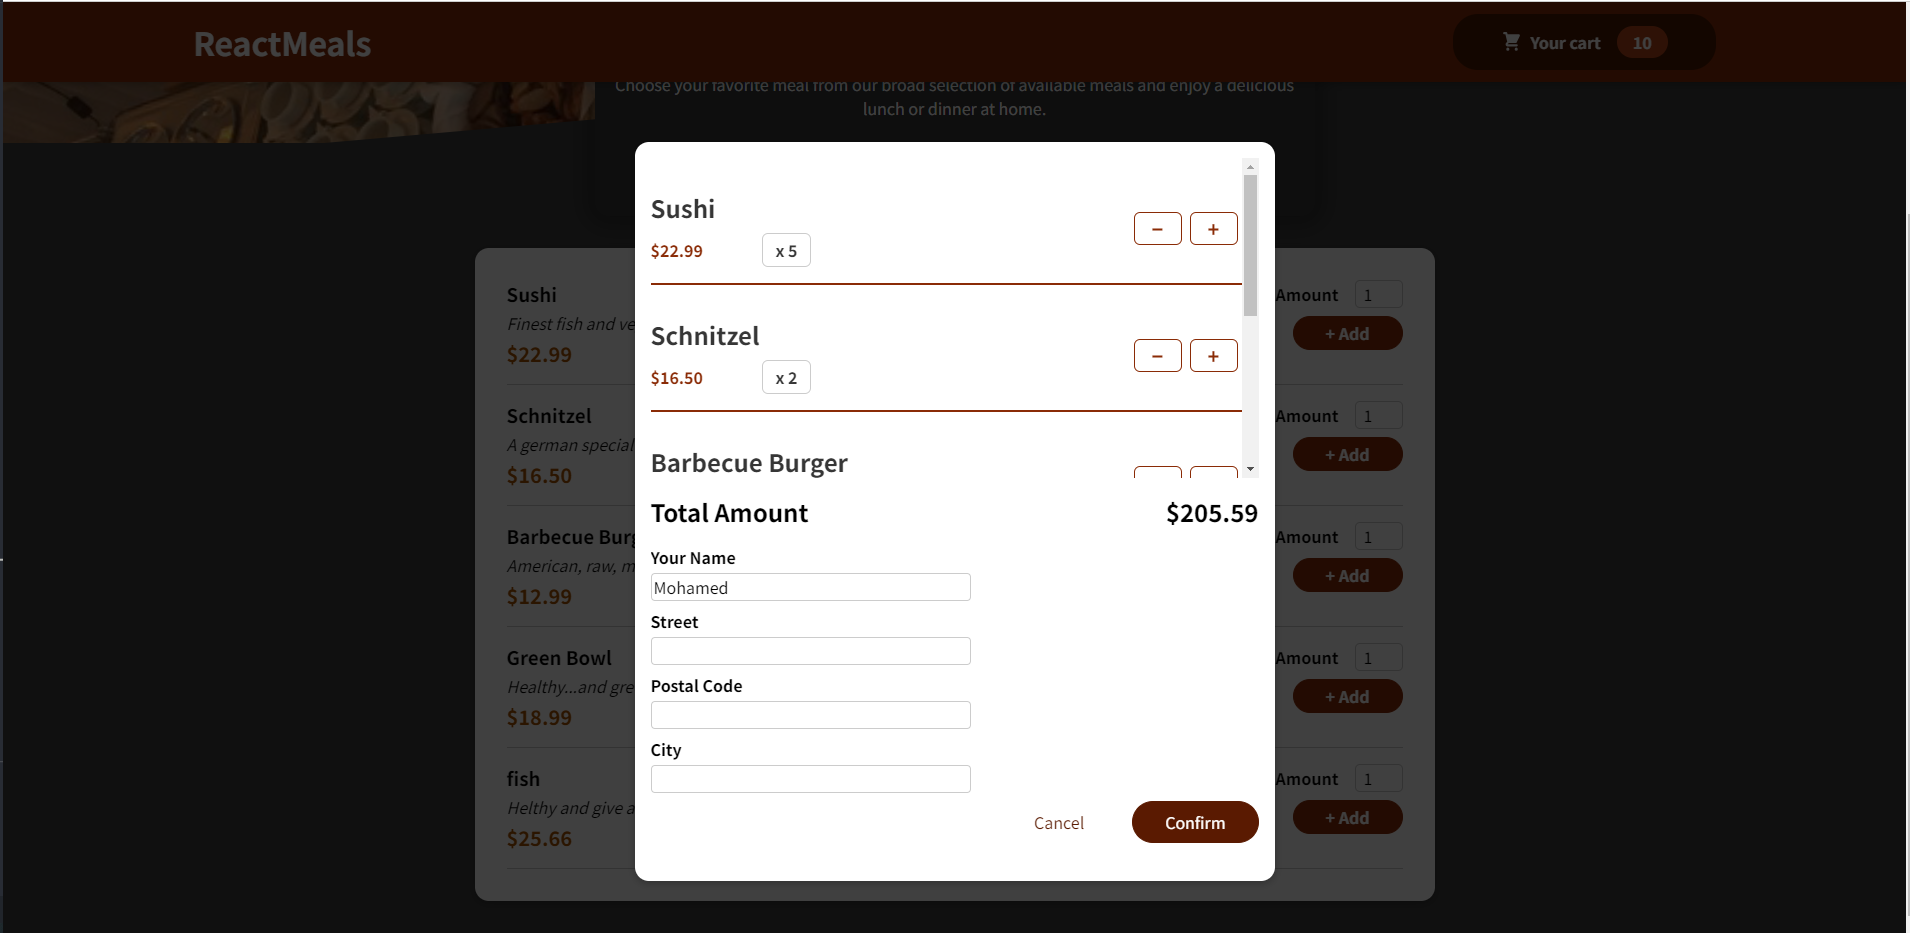 ReactMeals
Your cart 10
Choose your favorite meal from our broad selection of available meals and enjoy a delicious
lunch or dinner at home.
Sushi
$22.99 x 5
− +
Schnitzel
$16.50 x 2
− +
Barbecue Burger
Total Amount $205.59
Your Name
Mohamed
Street
Postal Code
City
Cancel Confirm
Sushi
Finest fish and ve
$22.99
Amount 1
+ Add
Schnitzel
A german special
$16.50
Amount 1
+ Add
Barbecue Burg
American, raw, m
$12.99
Amount 1
+ Add
Green Bowl
Healthy...and gre
$18.99
Amount 1
+ Add
fish
Helthy and give a
$25.66
Amount 1
+ Add